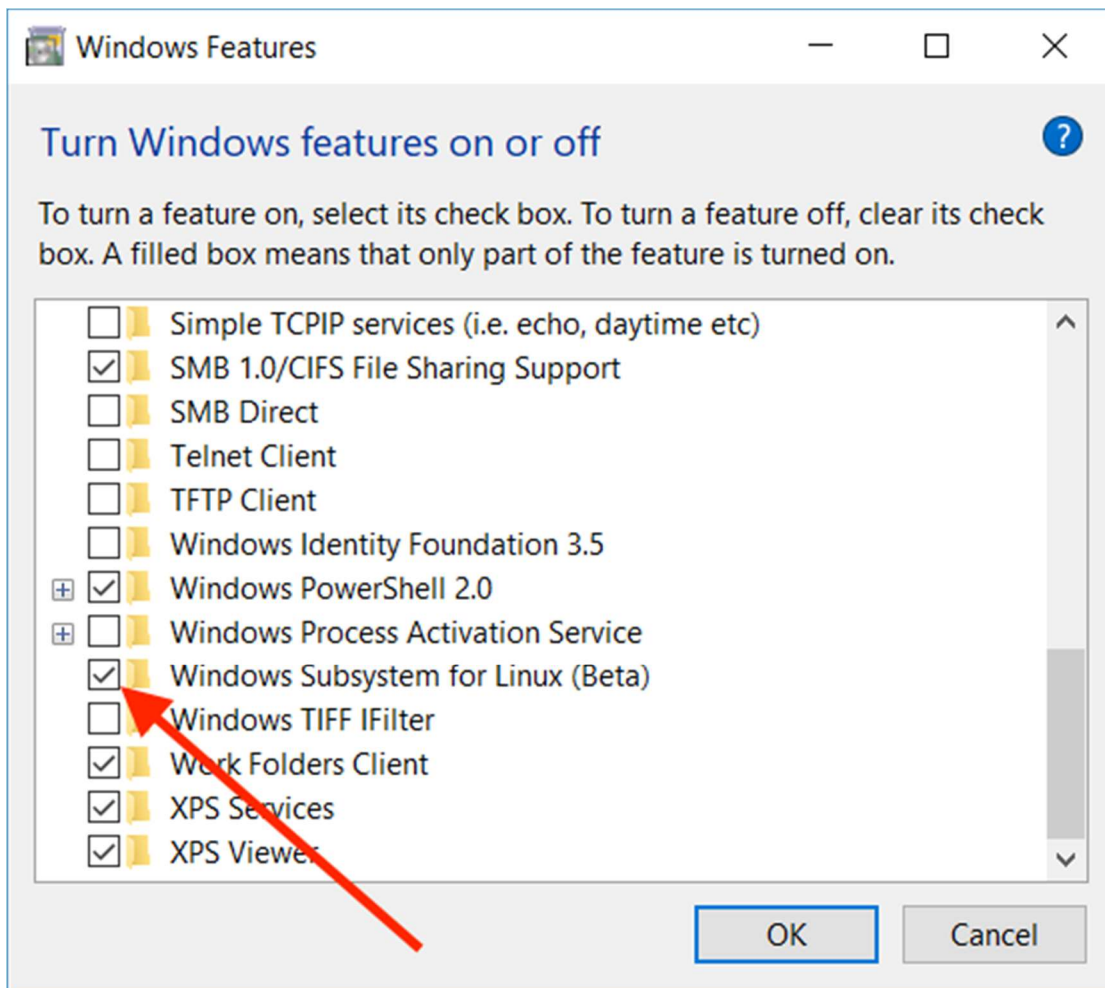 Windows Features
Turn Windows features on or off
?
To turn a feature on, select its check box. To turn a feature off, clear its check
box. A filled box means that only part of the feature is turned on.
Simple TCPIP services (i.e. echo, daytime etc)
SMB 1.0/CIFS File Sharing Support
SMB Direct
Telnet Client
TFTP Client
Windows Identity Foundation 3.5
Windows PowerShell 2.0
Windows Process Activation Service
Windows Subsystem for Linux (Beta)
Windows TIFF IFilter
Work Folders Client
XPS Services
XPS Viewer
OK
Cancel